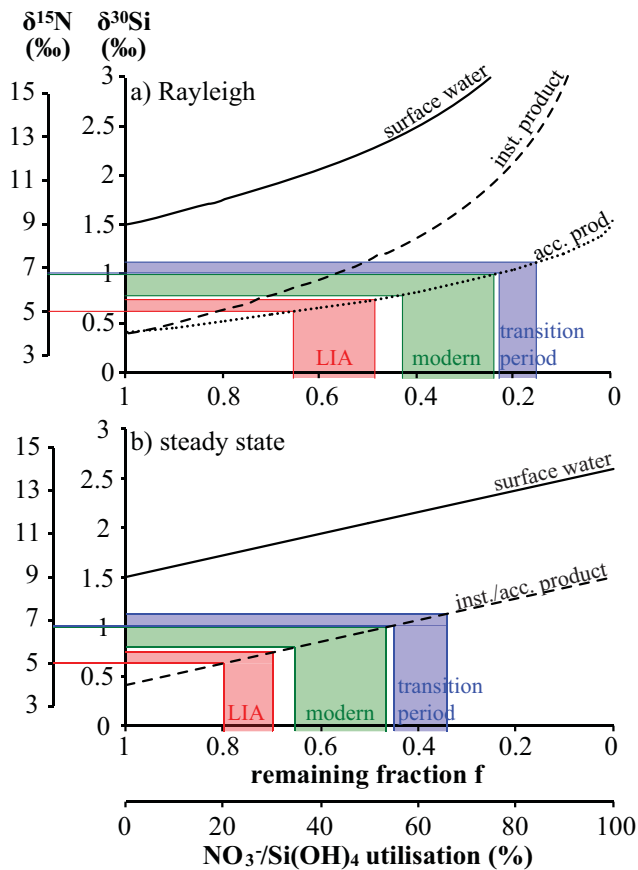 δ15N δ30Si
(‰) (‰)
15
13
11
9
7
5
3
3
2.5
2
1.5
1
0.5
0
a) Rayleigh
surface water
inst. product
acc. prod.
LIA
modern
transition
period
1 0.8 0.6 0.4 0.2 0
15
13
11
9
7
5
3
3
2.5
2
1.5
1
0.5
0
b) steady state
surface water
inst./acc. product
LIA
modern
transition
period
1 0.8 0.6 0.4 0.2 0
remaining fraction f
0 20 40 60 80 100
NO3-/Si(OH)4 utilisation (%)